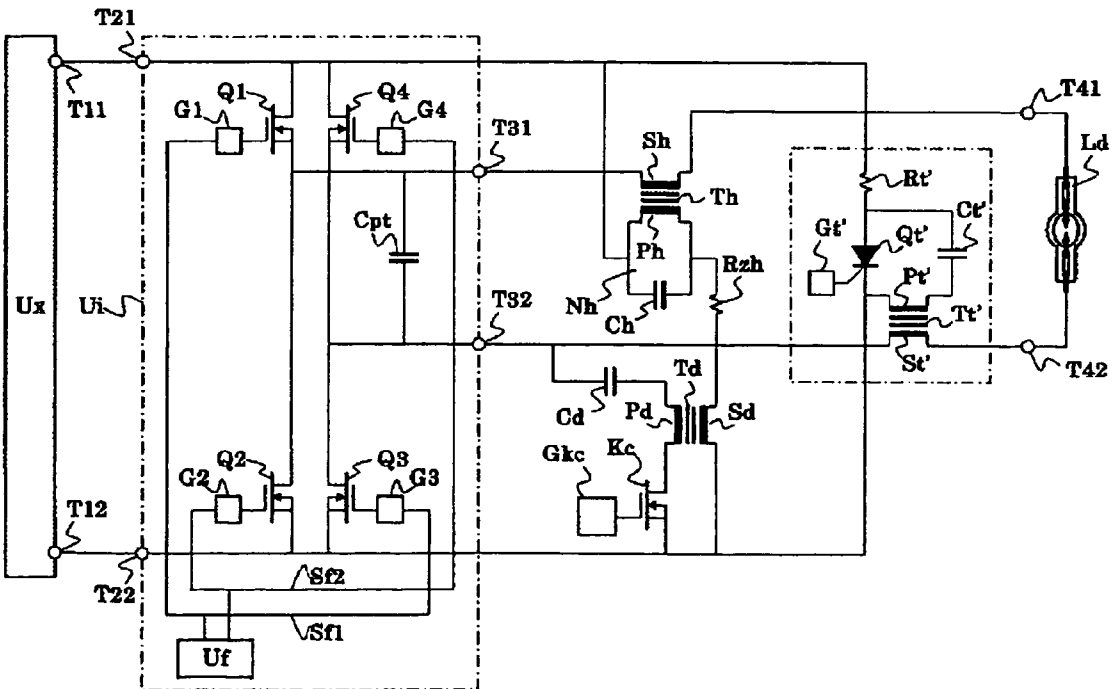 T21
T11
Q1
Q4
G1
G4
T31
T41
Sh
Th
Ld
Rt'
Ct'
Gt'
Qt'
Cpt
Ph
Rzh
Pt'
Nh
Ux
Ui
T32
Ch
Tt'
St'
T42
Td
Cd
Pd
Sd
Q2
Q3
G2
G3
Gkc
Kc
T12
T22
Sf2
Sf1
Uf